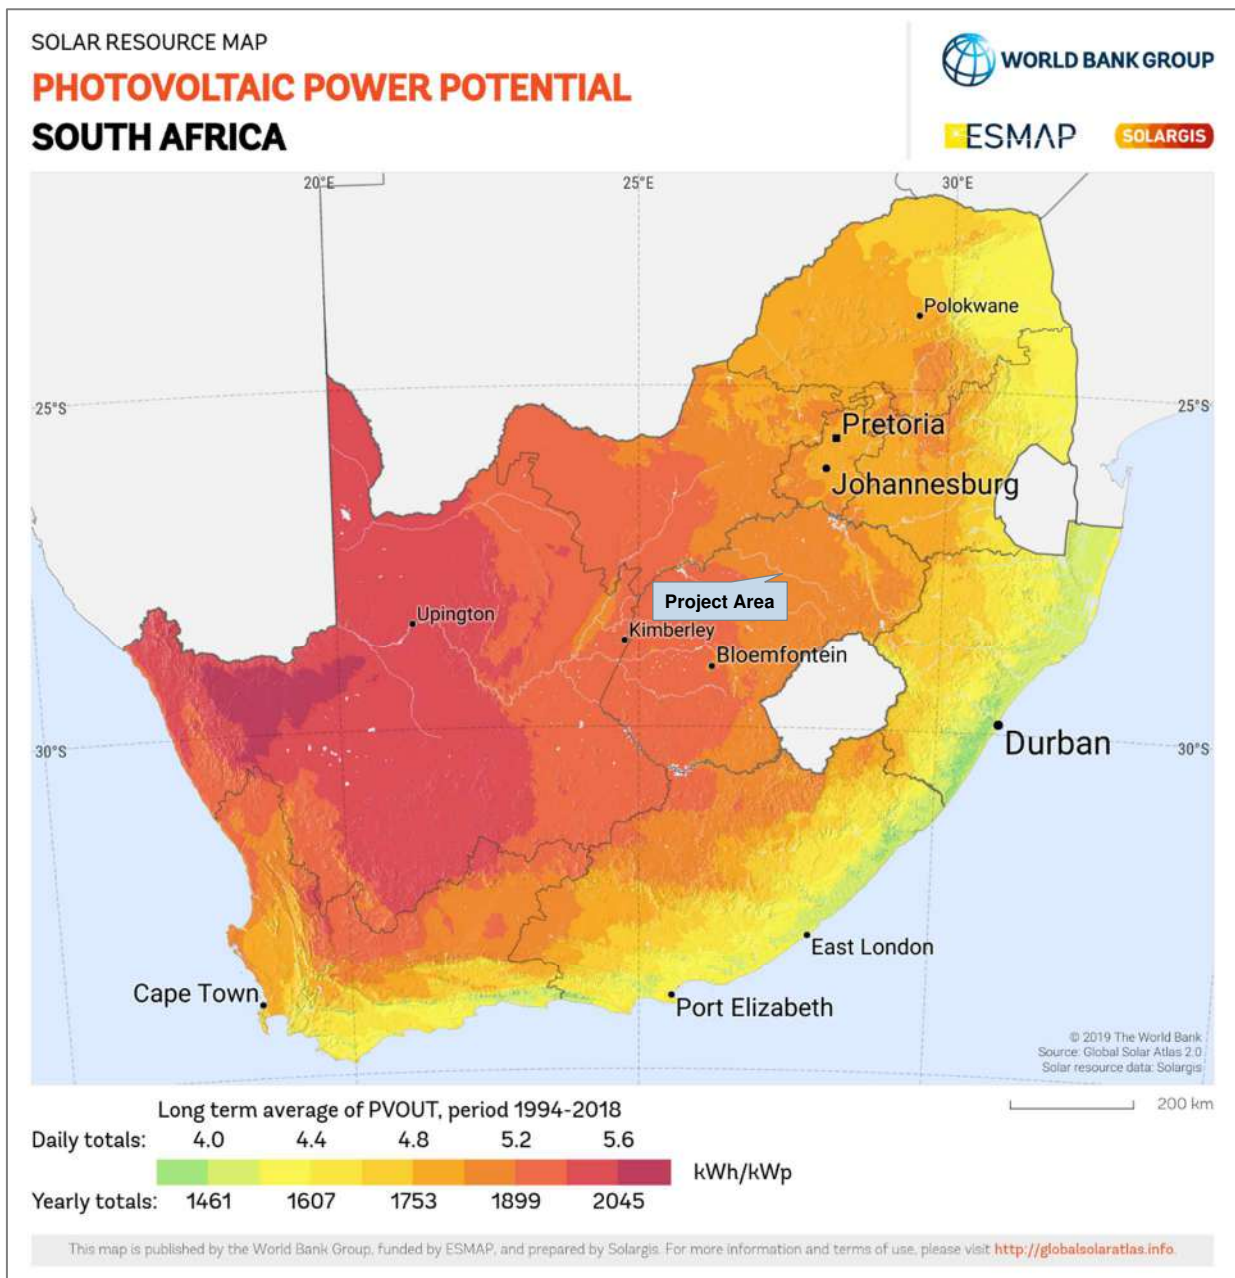 SOLAR RESOURCE MAP
PHOTOVOLTAIC POWER POTENTIAL
SOUTH AFRICA
WORLD BANK GROUP
ESMAP
SOLARGIS
20°E
25°E
30°E
Polokwane
25°S
25°S
Pretoria
Johannesburg
Project Area
Upington
Kimberley
Bloemfontein
30°S
Durban
30°S
East London
Cape Town
Port Elizabeth
© 2019 The World Bank
Source: Global Solar Atlas 2.0
Solar resource data: Solargis
200 km
Long term average of PVOUT, period 1994-2018
Daily totals: 4.0 4.4 4.8 5.2 5.6
kWh/kWp
Yearly totals: 1461 1607 1753 1899 2045
This map is published by the World Bank Group, funded by ESMAP, and prepared by Solargis. For more information and terms of use, please visit http://globalsolaratlas.info.